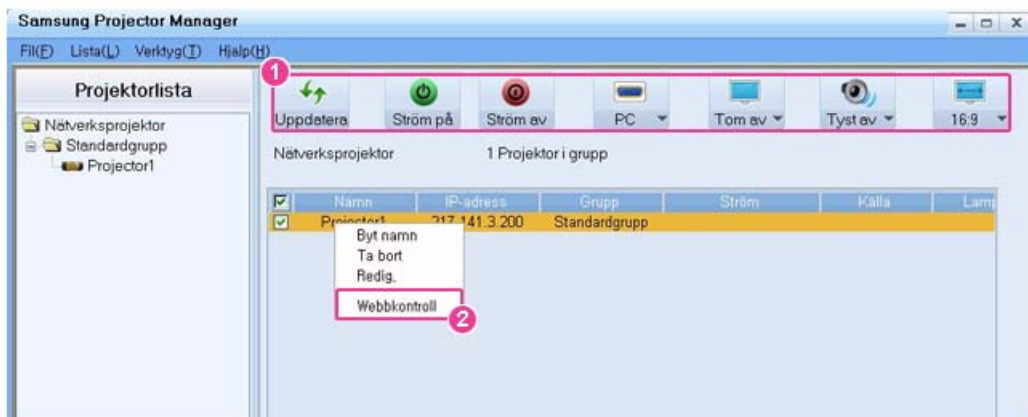 Samsung Projector Manager
Fil(F) Lista(L) Verktyg(T) Hjälp(H)
1
Projektorlista
Uppdatera Ström på Ström av PC Tom av Tyst av 16:9
Nätverksprojektor
Standardgrupp
Projector1
Nätverksprojektor 1 Projektor i grupp
Namn IP-adress Grupp Ström Källa Lamp
Projector1 217.141.3.200 Standardgrupp
Byt namn
Ta bort
Redig.
Webbkontroll
2